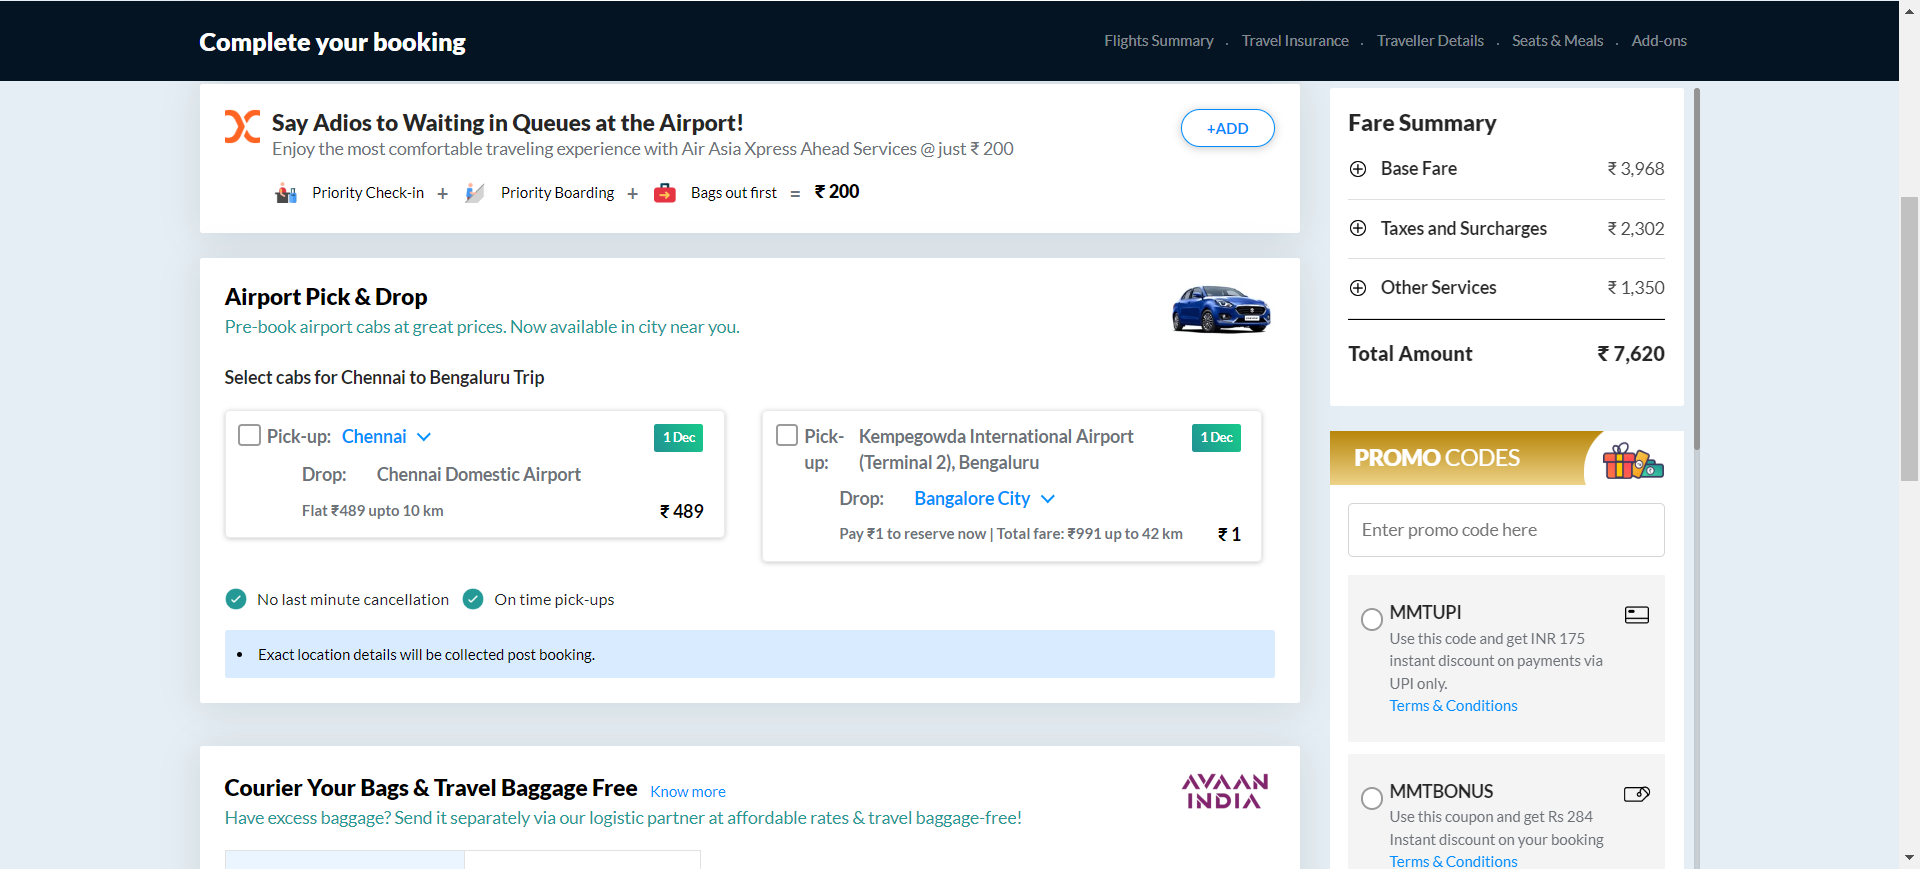 Complete your booking
Flights Summary . Travel Insurance . Traveller Details . Seats & Meals . Add-ons
Say Adios to Waiting in Queues at the Airport!
+ADD
Enjoy the most comfortable traveling experience with Air Asia Xpress Ahead Services @ just ₹ 200
Priority Check-in + Priority Boarding + Bags out first = ₹ 200
Airport Pick & Drop
Pre-book airport cabs at great prices. Now available in city near you.
Select cabs for Chennai to Bengaluru Trip
Pick-up: Chennai
1 Dec
Drop: Chennai Domestic Airport
Flat ₹489 upto 10 km
₹ 489
Pick-up: Kempegowda International Airport
(Terminal 2), Bengaluru
1 Dec
Drop: Bangalore City
Pay ₹1 to reserve now | Total fare: ₹991 up to 42 km
₹ 1
No last minute cancellation
On time pick-ups
• Exact location details will be collected post booking.
Courier Your Bags & Travel Baggage Free Know more
AVAAN
INDIA
Have excess baggage? Send it separately via our logistic partner at affordable rates & travel baggage-free!
Fare Summary
Base Fare ₹ 3,968
Taxes and Surcharges ₹ 2,302
Other Services ₹ 1,350
Total Amount ₹ 7,620
PROMO CODES
Enter promo code here
MMTUPI
Use this code and get INR 175
instant discount on payments via
UPI only.
Terms & Conditions
MMTBONUS
Use this coupon and get Rs 284
Instant discount on your booking
Terms & Conditions